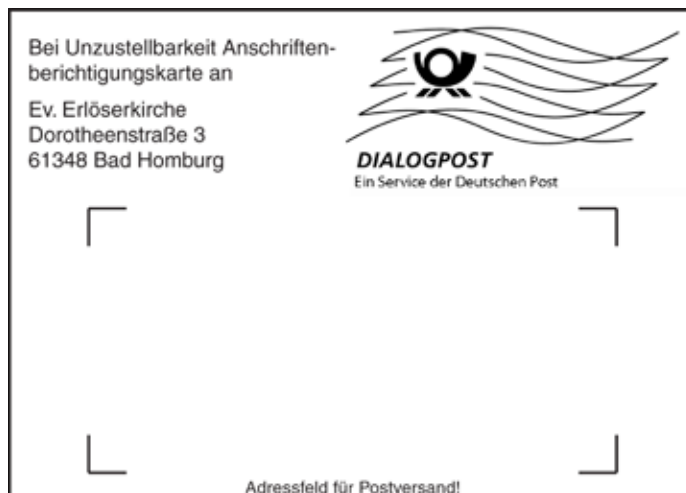 Bei Unzustellbarkeit Anschriften-
berichtigungskarte an
Ev. Erlöserkirche
Dorotheenstraße 3
61348 Bad Homburg
DIALOGPOST
Ein Service der Deutschen Post
Adressfeld für Postversand!